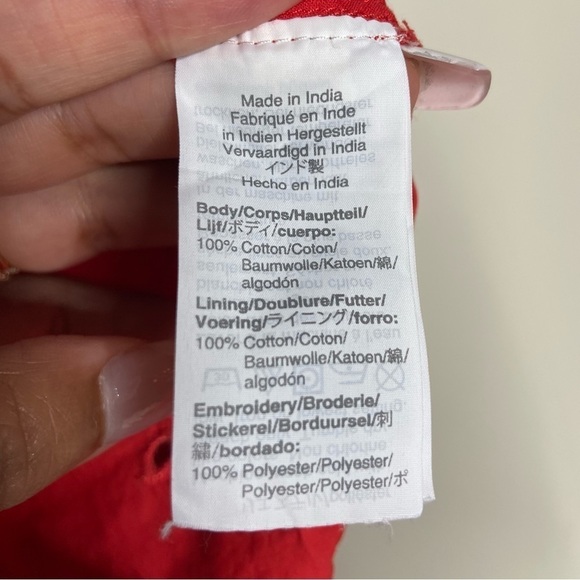 Made in India
Fabriqué en Inde
in Indien Hergestellt
Vervaardigd in India
インド製
Hecho en India
Body/Corps/Hauptteil/
Lijf/ボディ/cuerpo:
100% Cotton/Coton/
Baumwolle/Katoen/綿/
algodón
Lining/Doublure/Futter/
Voering/ライニング/forro:
100% Cotton/Coton/
Baumwolle/Katoen/綿/
algodón
Embroidery/Broderie/
Stickerei/Borduursel/刺
繍/bordado:
100% Polyester/Polyester/
Polyester/Polyester/ポ